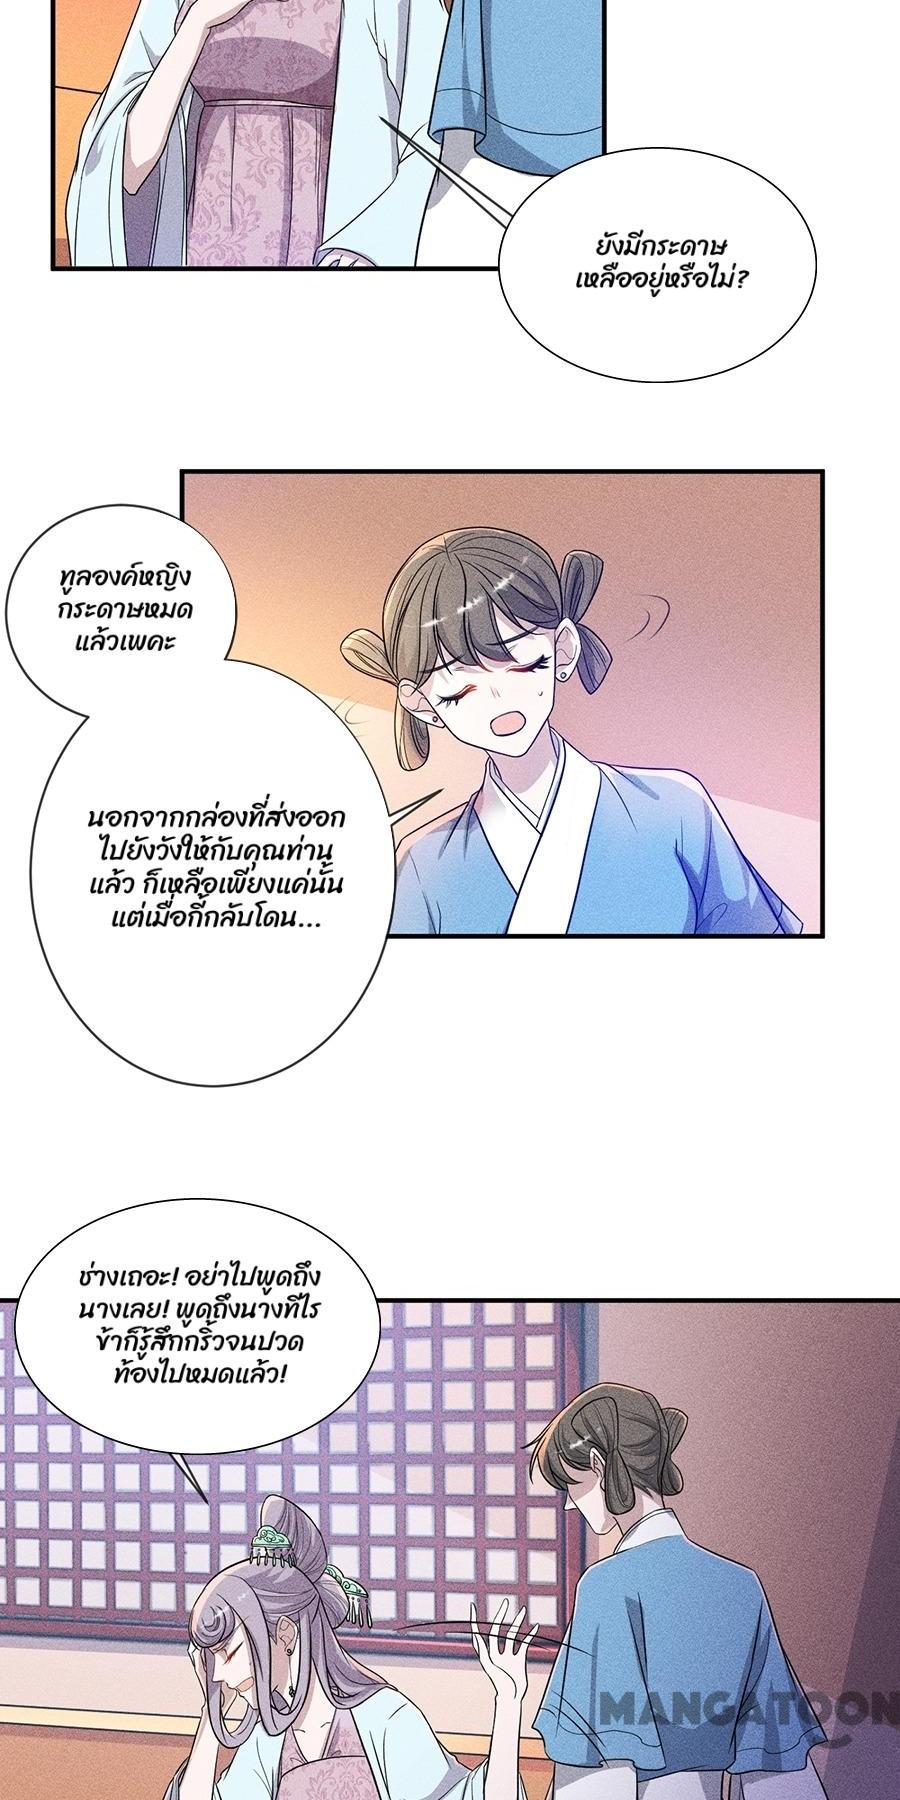 ยังมีกระดาษ
เหลืออยู่หรือไม่?
ทูลองค์หญิง
กระดาษหมด
แล้วเพคะ
นอกจากกล่องที่ส่งออก
ไปยังวังให้กับคุณท่าน
แล้ว ก็เหลือเพียงแค่นั้น
แต่เมื่อกี้กลับโดน...
ช่างเถอะ! อย่าไปพูดถึง
นางเลย! พูดถึงนางทีไร
ข้าก็รู้สึกกริ้วจนปวด
ท้องไปหมดแล้ว!
MANGATOON